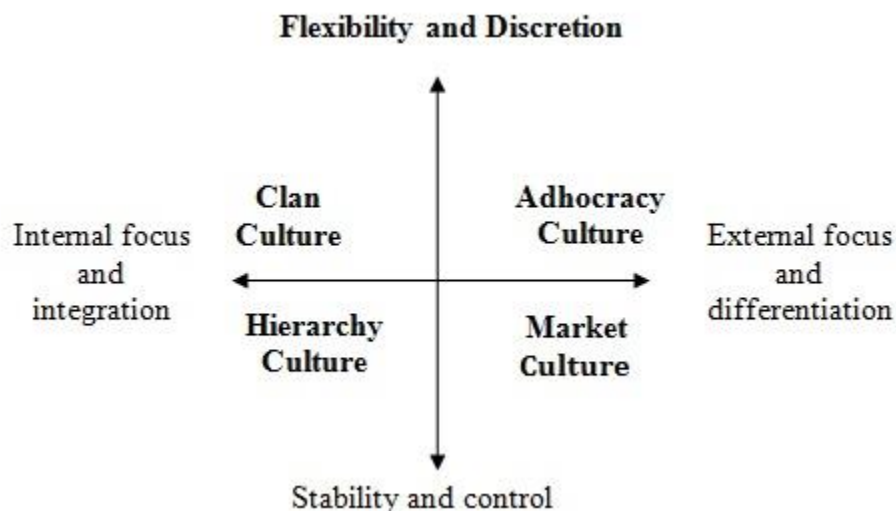 Flexibility and Discretion
Clan
Culture
Adhocracy
Culture
Internal focus
and
integration
External focus
and
differentiation
Hierarchy
Culture
Market
Culture
Stability and control